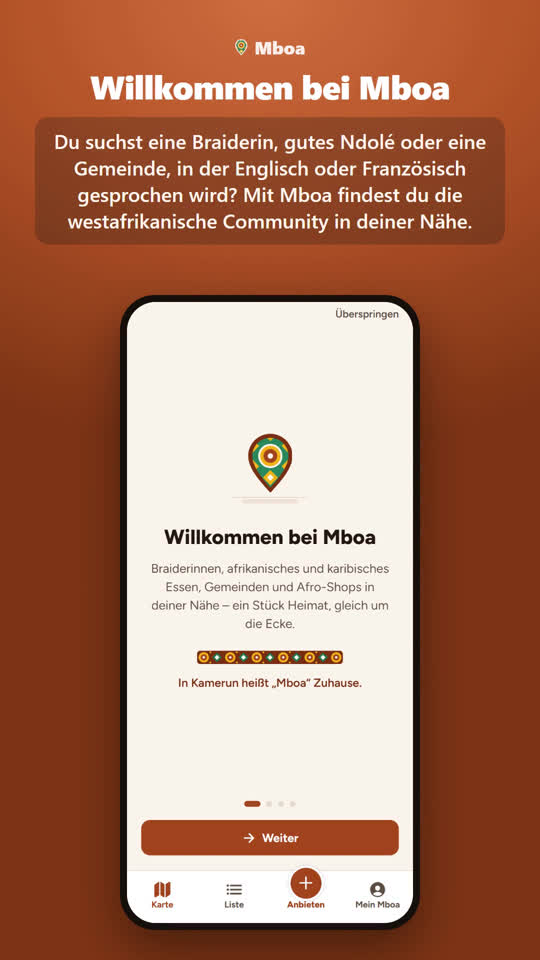 Mboa
Willkommen bei Mboa
Du suchst eine Braiderin, gutes Ndolé oder eine
Gemeinde, in der Englisch oder Französisch
gesprochen wird? Mit Mboa findest du die
westafrikanische Community in deiner Nähe.
Überspringen
Willkommen bei Mboa
Braiderinnen, afrikanisches und karibisches
Essen, Gemeinden und Afro-Shops in
deiner Nähe – ein Stück Heimat, gleich um
die Ecke.
In Kamerun heißt „Mboa“ Zuhause.
Weiter
Karte
Liste
Anbieten
Mein Mboa